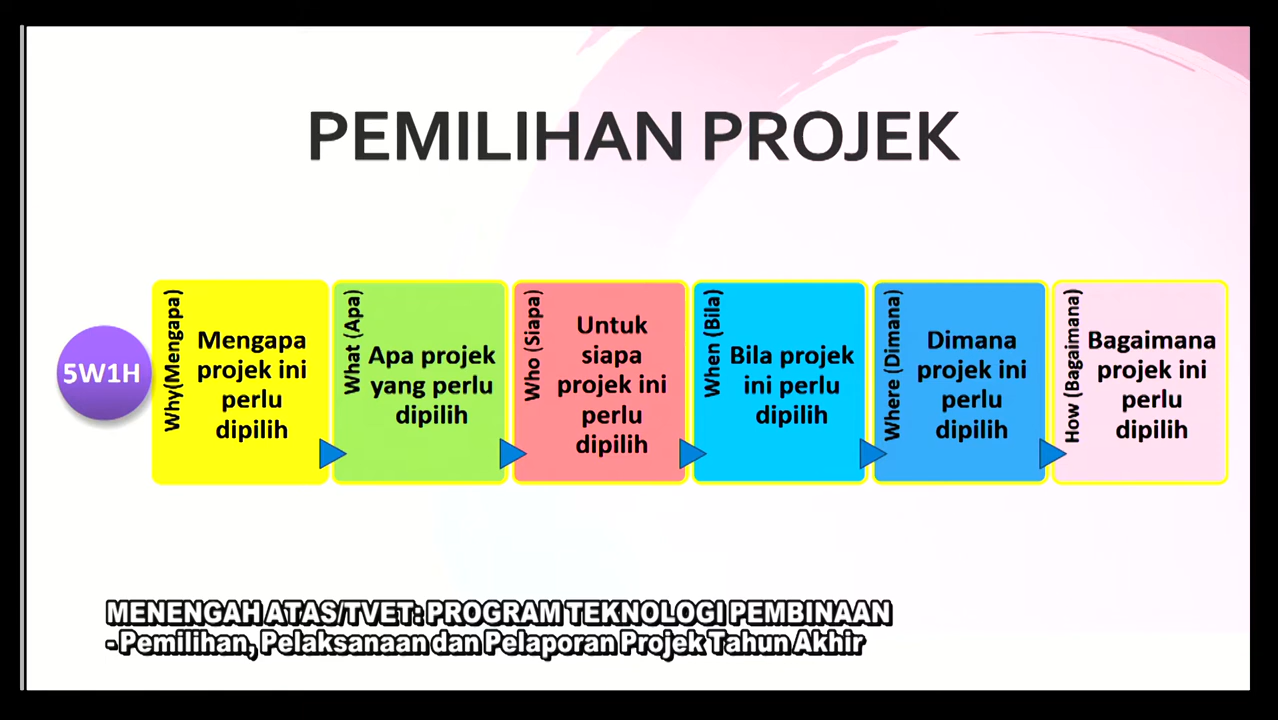 PEMILIHAN PROJEK
5W1H
Why(Mengapa)
Mengapa
projek ini
perlu
dipilih
What (Apa)
Apa projek
yang perlu
dipilih
Who (Siapa)
Untuk
siapa
projek ini
perlu
dipilih
When (Bila)
Bila projek
ini perlu
dipilih
Where (Dimana)
Dimana
projek ini
perlu
dipilih
How (Bagaimana)
Bagaimana
projek ini
perlu
dipilih
MENENGAH ATAS/TVET: PROGRAM TEKNOLOGI PEMBINAAN
- Pemilihan, Pelaksanaan dan Pelaporan Projek Tahun Akhir